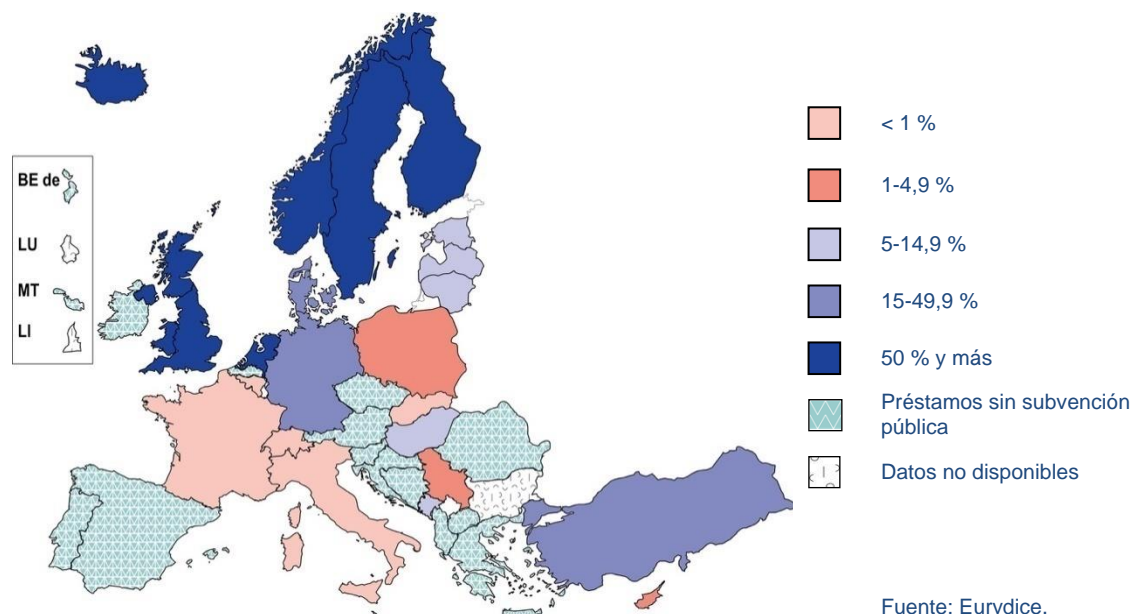 BE de
LU
MT
LI
< 1 %
1-4,9 %
5-14,9 %
15-49,9 %
50 % y más
Préstamos sin subvención
pública
Datos no disponibles
Fuente: Eurydice.